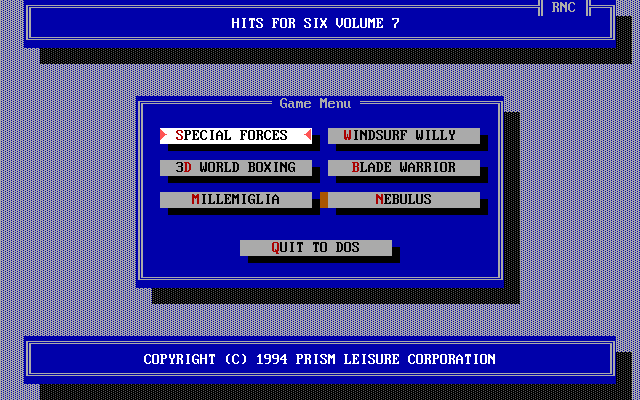 RNC
HITS FOR SIX VOLUME 7
Game Menu
SPECIAL FORCES
WINDSURF WILLY
3D WORLD BOXING
BLADE WARRIOR
MILLEMIGLIA
NEBULUS
QUIT TO DOS
COPYRIGHT (C) 1994 PRISM LEISURE CORPORATION